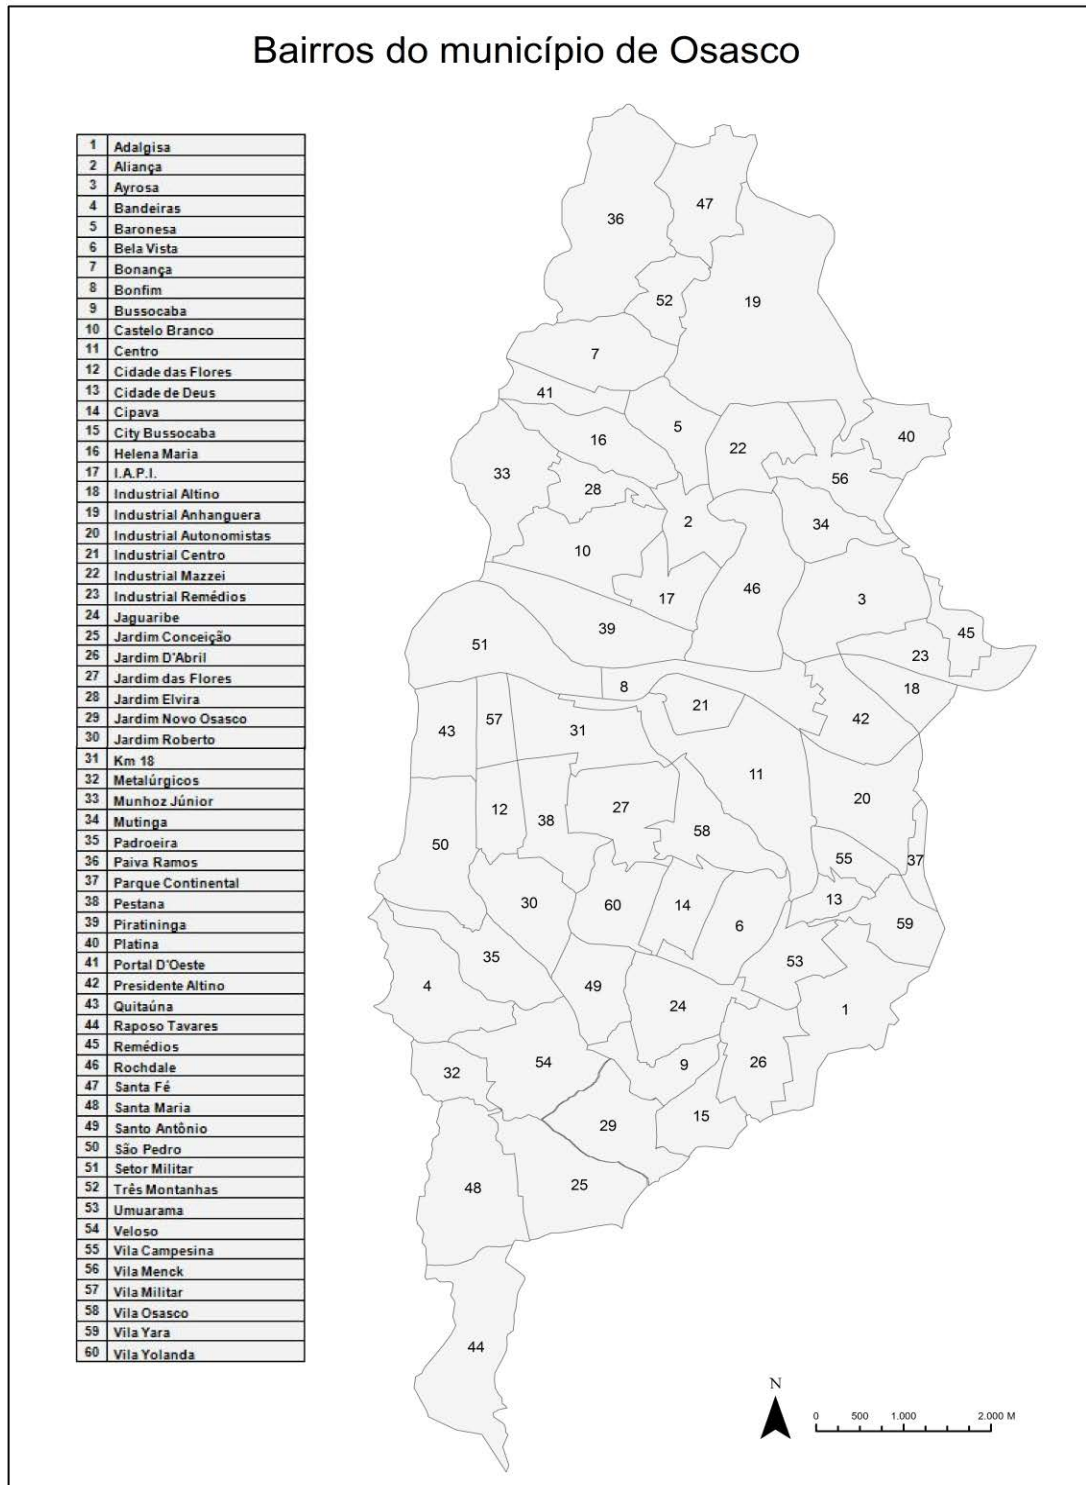 Bairros do município de Osasco
1 Adalgisa
2 Aliança
3 Ayrosa
4 Bandeiras
5 Baronesa
6 Bela Vista
7 Bonança
8 Bonfim
9 Bussocaba
10 Castelo Branco
11 Centro
12 Cidade das Flores
13 Cidade de Deus
14 Cipava
15 City Bussocaba
16 Helena Maria
17 I.A.P.I.
18 Industrial Altino
19 Industrial Anhanguera
20 Industrial Autonomistas
21 Industrial Centro
22 Industrial Mazzei
23 Industrial Remédios
24 Jaguaribe
25 Jardim Conceição
26 Jardim D'Abril
27 Jardim das Flores
28 Jardim Elvira
29 Jardim Novo Osasco
30 Jardim Roberto
31 Km 18
32 Metalúrgicos
33 Munhoz Júnior
34 Mutinga
35 Padroeira
36 Paiva Ramos
37 Parque Continental
38 Pestana
39 Piratininga
40 Platina
41 Portal D'Oeste
42 Presidente Altino
43 Quitaúna
44 Raposo Tavares
45 Remédios
46 Rochdale
47 Santa Fé
48 Santa Maria
49 Santo Antônio
50 São Pedro
51 Setor Militar
52 Três Montanhas
53 Umuarama
54 Veloso
55 Vila Campesina
56 Vila Menck
57 Vila Militar
58 Vila Osasco
59 Vila Yara
60 Vila Yolanda
36
47
52
19
7
41
5
16
22
40
33
28
56
2
34
10
46
17
3
39
45
51
23
8
18
21
43
57
31
42
11
12
38
27
20
50
58
55
37
30
60
14
13
6
59
35
53
4
49
24
1
54
9
26
32
29
15
48
25
44
N
0 500 1.000 2.000 M